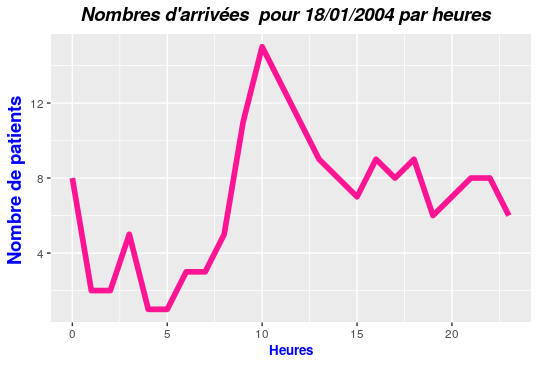 Nombres d'arrivées  pour 18/01/2004 par heures
Nombre de patients
12
8
4
0 5 10 15 20
Heures